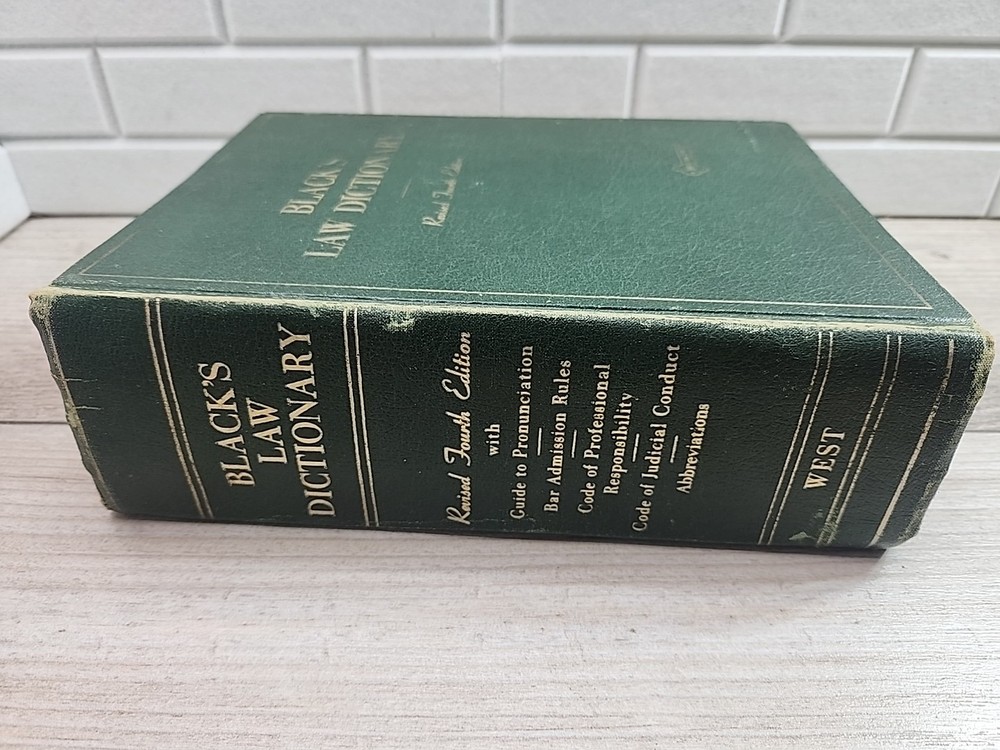 BLACK'S
LAW DICTIONARY
Revised Fourth Edition
BLACK'S
LAW
DICTIONARY
Revised Fourth Edition
with
Guide to Pronunciation
Bar Admission Rules
Code of Professional
Responsibility
Code of Judicial Conduct
Abbreviations
WEST